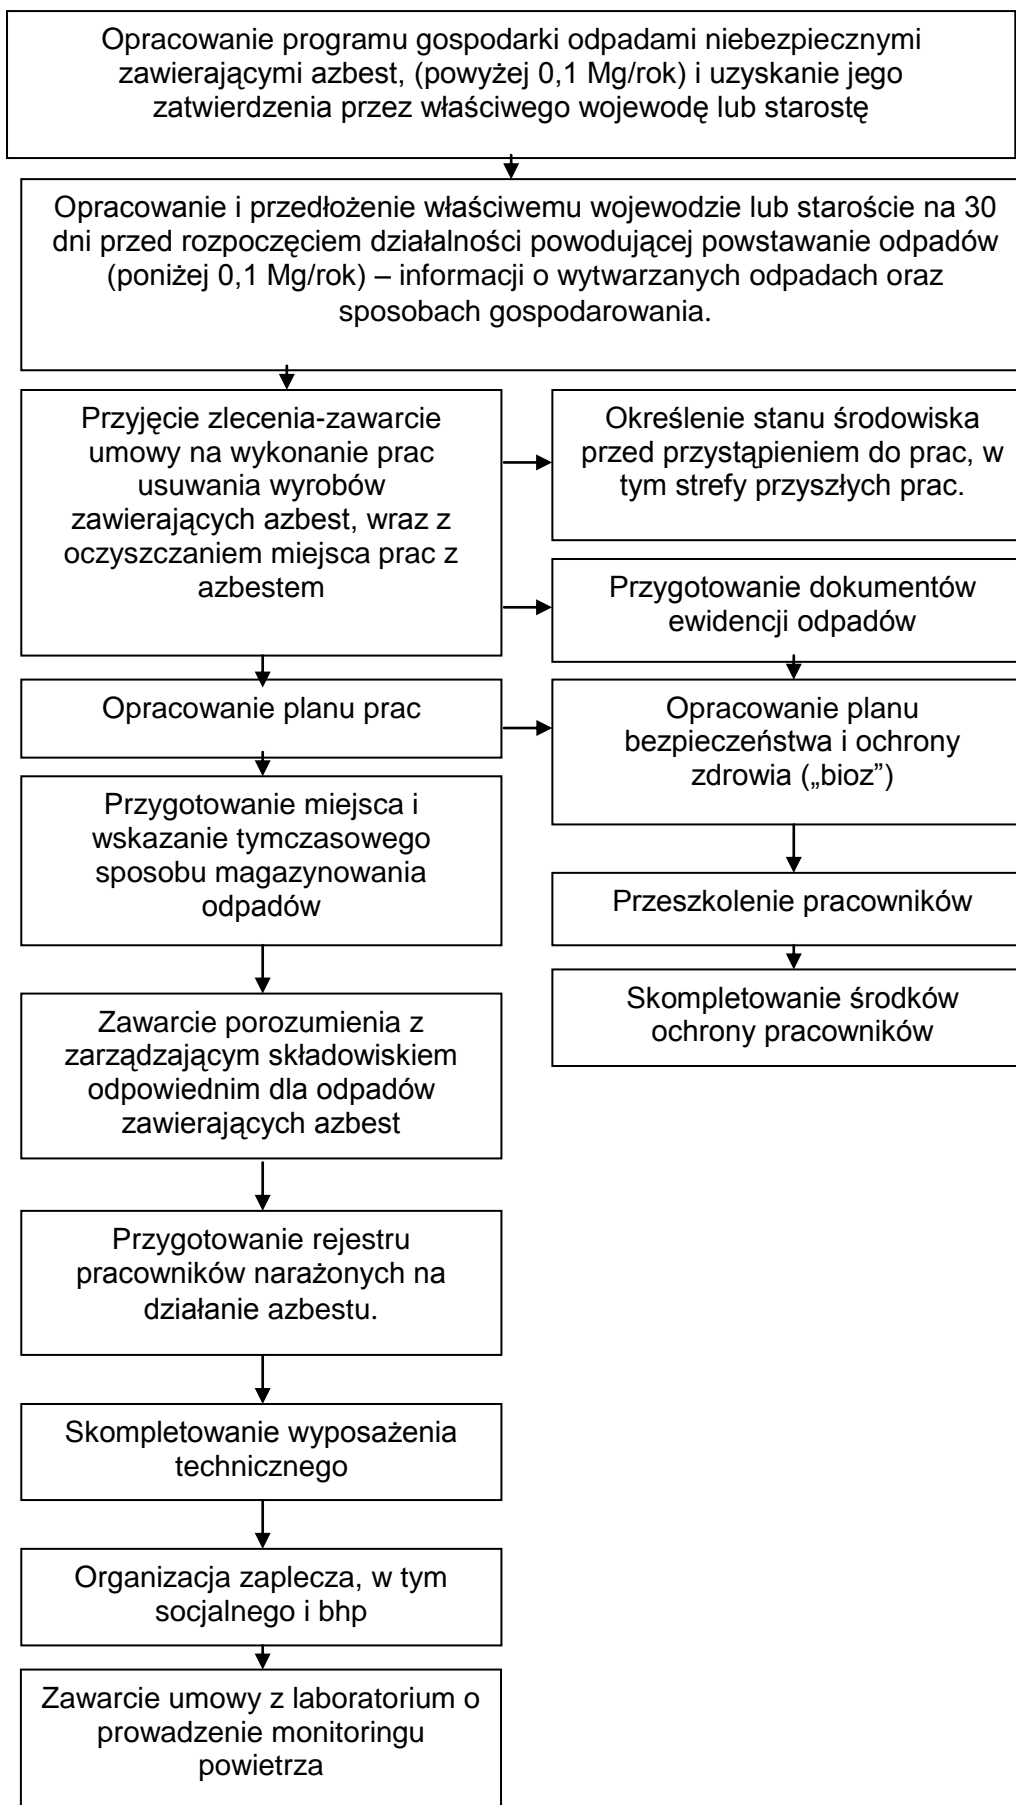 Opracowanie programu gospodarki odpadami niebezpiecznymi
zawierającymi azbest, (powyżej 0,1 Mg/rok) i uzyskanie jego
zatwierdzenia przez właściwego wojewodę lub starostę
Opracowanie i przedłożenie właściwemu wojewodzie lub staroście na 30
dni przed rozpoczęciem działalności powodującej powstawanie odpadów
(poniżej 0,1 Mg/rok) – informacji o wytwarzanych odpadach oraz
sposobach gospodarowania.
Przyjęcie zlecenia-zawarcie
umowy na wykonanie prac
usuwania wyrobów
zawierających azbest, wraz z
oczyszczaniem miejsca prac z
azbestem
Określenie stanu środowiska
przed przystąpieniem do prac, w
tym strefy przyszłych prac.
Przygotowanie dokumentów
ewidencji odpadów
Opracowanie planu prac
Opracowanie planu
bezpieczeństwa i ochrony
zdrowia („bioz”)
Przygotowanie miejsca i
wskazanie tymczasowego
sposobu magazynowania
odpadów
Przeszkolenie pracowników
Skompletowanie środków
ochrony pracowników
Zawarcie porozumienia z
zarządzającym składowiskiem
odpowiednim dla odpadów
zawierających azbest
Przygotowanie rejestru
pracowników narażonych na
działanie azbestu.
Skompletowanie wyposażenia
technicznego
Organizacja zaplecza, w tym
socjalnego i bhp
Zawarcie umowy z laboratorium o
prowadzenie monitoringu
powietrza